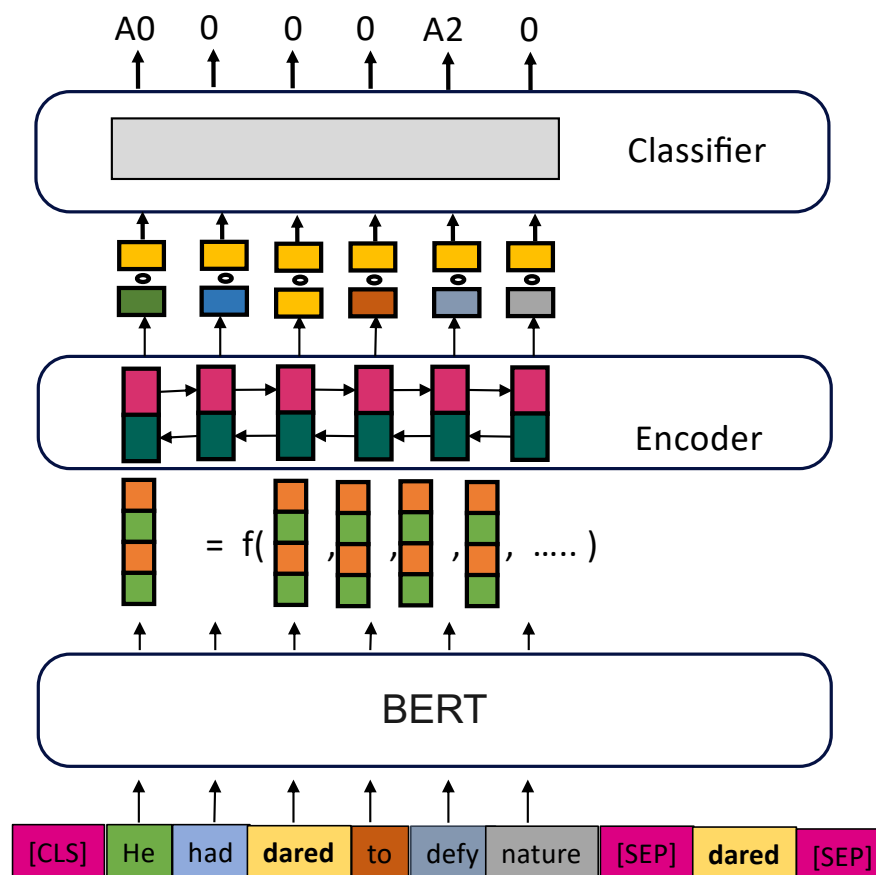 A0 0 0 0 A2 0
Classifier
Encoder
= f( , , , , ..... )
BERT
[CLS] He had dared to defy nature [SEP] dared [SEP]